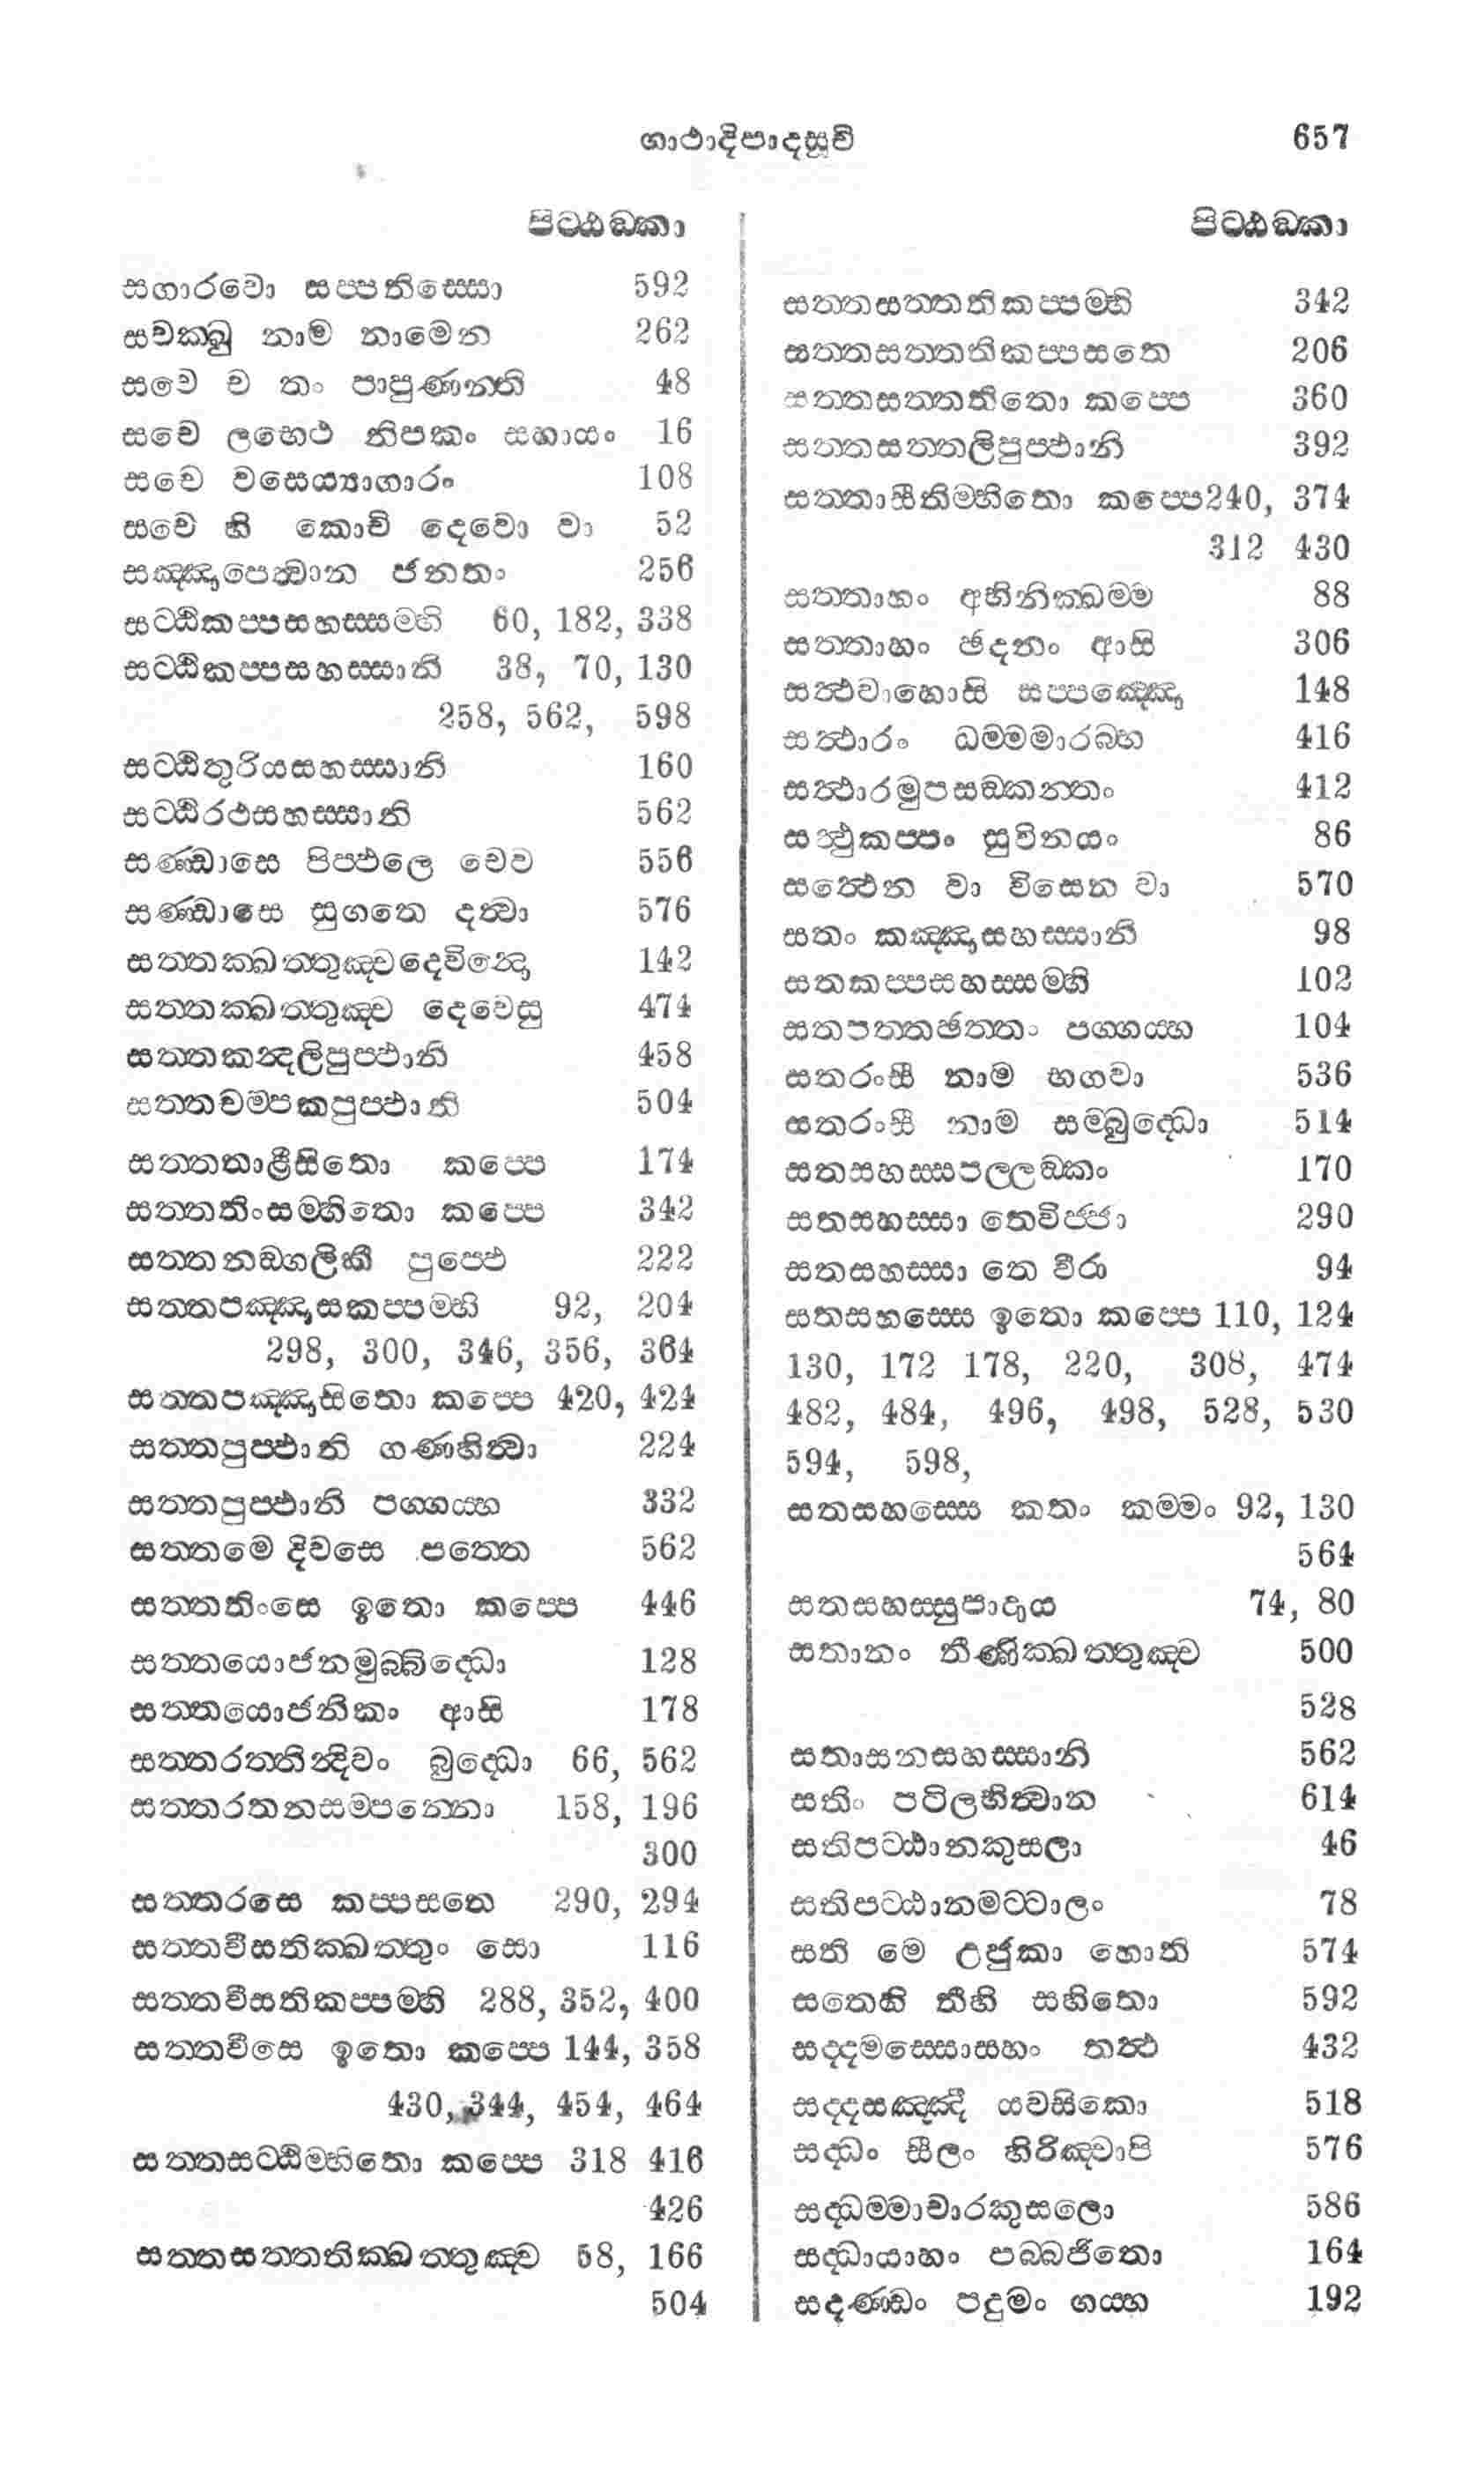 ගාථාදිපාදසූචි 657
පිට්ඨඞ්කා
සගාරවො සප්පතිස්සො 592
සචක්ඛු නාම නාමෙන 262
සචෙ ච තං පාපුණන්ති 48
සචෙ ලභෙථ නිපකං සහායං 16
සචෙ වසෙය්‍යාගාරං 108
සචෙ හි කොචි දෙවො වා 52
සඤ්ඤපෙත්‍වාන ජනතං 256
සට්ඨිකප්පසහස්සම්හි 60, 182, 338
සට්ඨිකප්පසහස්සානි 38, 70, 130
258, 562, 598
සට්ඨිතුරියසහස්සානි 160
සට්ඨිරථසහස්සානි 562
සණ්ඩාසෙ පිප්ඵලෙ චෙව 556
සණ්ඩාසෙ සුගතෙ දත්‍වා 576
සත්තක්ඛත්තුඤ්චදෙවින්‍දො 142
සත්තක්ඛත්තුඤ්ච දෙවෙසු 474
සත්තකන්‍දලිපුප්ඵානි 458
සත්තචම්පකපුප්ඵානි 504
සත්තතාළීසිතො කප්පෙ 174
සත්තතිංසම්හිතො කප්පෙ 342
සත්තනඞ්ගලිකී පුප්ඵෙ 222
සත්තපඤ්ඤාසකප්පම්හි 92, 204
298, 300, 346, 356, 364
සත්තපඤ්ඤාසිතො කප්පෙ 420, 424
සත්තපුප්ඵානි ගණ්හිත්‍වා 224
සත්තපුප්ඵානි පග්ගය්හ 332
සත්තමෙ දිවසෙ පත්තෙ 562
සත්තතිංසෙ ඉතො කප්පෙ 446
සත්තයොජනමුබ්බිද්ධො 128
සත්තයොජනිකං ආසි 178
සත්තරත්තින්‍දිවං බුද්ධො 66, 562
සත්තරතනසම්පන්නො 158, 196
300
සත්තරසෙ කප්පසතෙ 290, 294
සත්තවීසතික්ඛත්තුං සො 116
සත්තවීසතිකප්පම්හි 288, 352, 400
සත්තවීසෙ ඉතො කප්පෙ 144, 358
430, 344, 454, 464
සත්තසට්ඨිම්හිතො කප්පෙ 318 416
426
සත්තසත්තතික්ඛත්තුඤ්ච 58, 166
504
පිට්ඨඞ්කා
සත්තසත්තතිකප්පම්හි 342
සත්තසත්තතිකප්පසතෙ 206
සත්තසත්තතිතො කප්පෙ 360
සත්තසත්තලිපුප්ඵානි 392
සත්තාසීතිම්හිතො කප්පෙ240, 374
312 430
සත්තාහං අභිනික්ඛම්ම 88
සත්තාහං ඡදනං ආසි 306
සත්‍ථවාහොසි සප්පඤ්ඤො 148
සත්‍ථාරං ධම්මමාරබ්භ 416
සත්‍ථාරමුපසඞ්කන්තං 412
සත්‍ථුකප්පං සුවිනයං 86
සත්‍ථෙන වා විසෙන වා 570
සතං කඤ්ඤාසහස්සානි 98
සතකප්පසහස්සම්හි 102
සතපත්තඡත්තං පග්ගය්හ 104
සතරංසී නාම භගවා 536
සතරංසී නාම සම්බුද්ධො 514
සතසහස්සපල්ලඞ්කං 170
සතසහස්සා තෙවිජ්ජා 290
සතසහස්සා තෙ වීරා 94
සතසහස්සෙ ඉතො කප්පෙ 110, 124
130, 172 178, 220, 308, 474
482, 484, 496, 498, 528, 530
594, 598,
සතසහස්සෙ කතං කම්මං 92, 130
564
සතසහස්සුපාදාය 74, 80
සතානං තීණික්ඛත්තුඤ්ච 500
528
සතාසනසහස්සානි 562
සතිං පටිලභිත්‍වාන 614
සතිපට්ඨානකුසලා 46
සතිපට්ඨානමට්ටාලං 78
සති මෙ උජුකා හොති 574
සතෙහි තීහි සහිතො 592
සද්දමස්සොසහං තත්‍ථ 432
සද්දසඤ්ඤී යවසිකො 518
සද්ධං සීලං හිරිඤ්චාපි 576
සද්ධම්මාචාරකුසලො 586
සද්ධායාහං පබ්බජිතො 164
සදණ්ඩං පදුමං ගය්හ 192